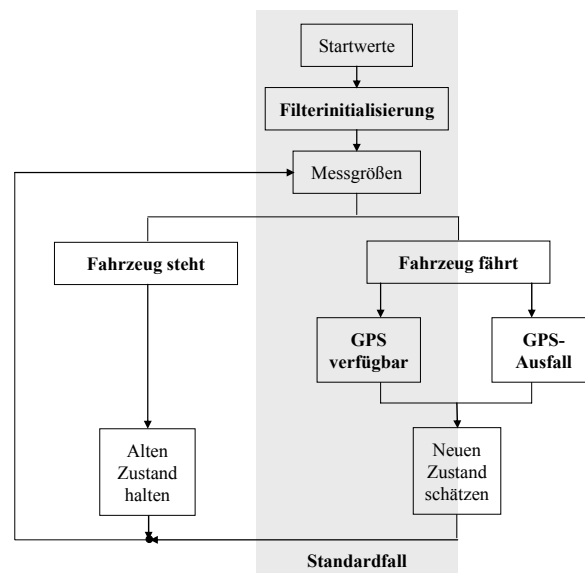 Startwerte
Filterinitialisierung
Messgrößen
Fahrzeug steht
Fahrzeug fährt
GPS
verfügbar
GPS-
Ausfall
Alten
Zustand
halten
Neuen
Zustand
schätzen
Standardfall